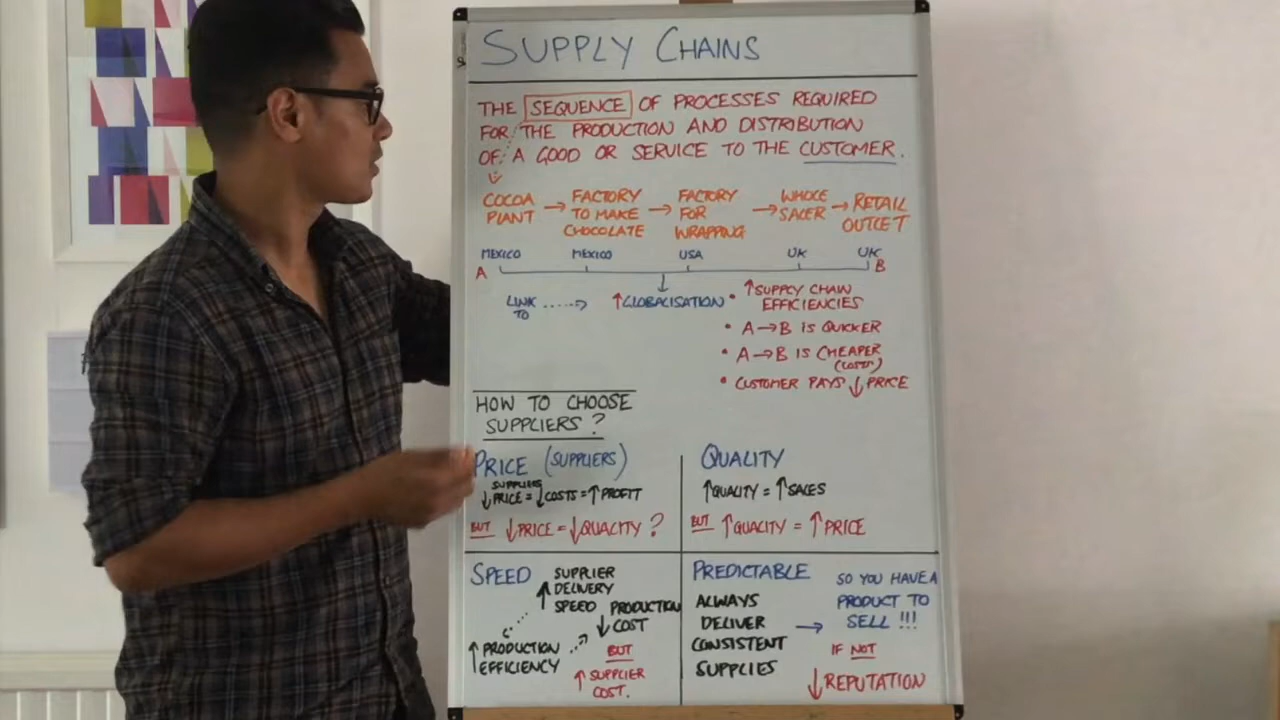 SUPPLY CHAINS
THE SEQUENCE OF PROCESSES REQUIRED
FOR THE PRODUCTION AND DISTRIBUTION
OF A GOOD OR SERVICE TO THE CUSTOMER.
COCOA PLANT → FACTORY TO MAKE CHOCOLATE → FACTORY FOR WRAPPING → WHOLE SALER → RETAIL OUTLET
MEXICO MEXICO USA UK UK
A B
LINK TO ↑GLOBALISATION
• ↑SUPPLY CHAIN
EFFICIENCIES
• A→B IS QUICKER
• A→B IS CHEAPER
(COSTS)
• CUSTOMER PAYS ↓PRICE
HOW TO CHOOSE
SUPPLIERS?
PRICE (SUPPLIERS)
SUPPLIERS
↓PRICE = ↓COSTS = ↑PROFIT
BUT ↓PRICE = ↓QUALITY?
QUALITY
↑QUALITY = ↑SALES
BUT ↑QUALITY = ↑PRICE
SPEED
↑ SUPPLIER
DELIVERY
SPEED
↑PRODUCTION
EFFICIENCY
PRODUCTION
↓COST
BUT
↑SUPPLIER
COST.
PREDICTABLE
ALWAYS
DELIVER
CONSISTENT
SUPPLIES
→
SO YOU HAVE A
PRODUCT TO
SELL!!!
IF NOT
↓REPUTATION